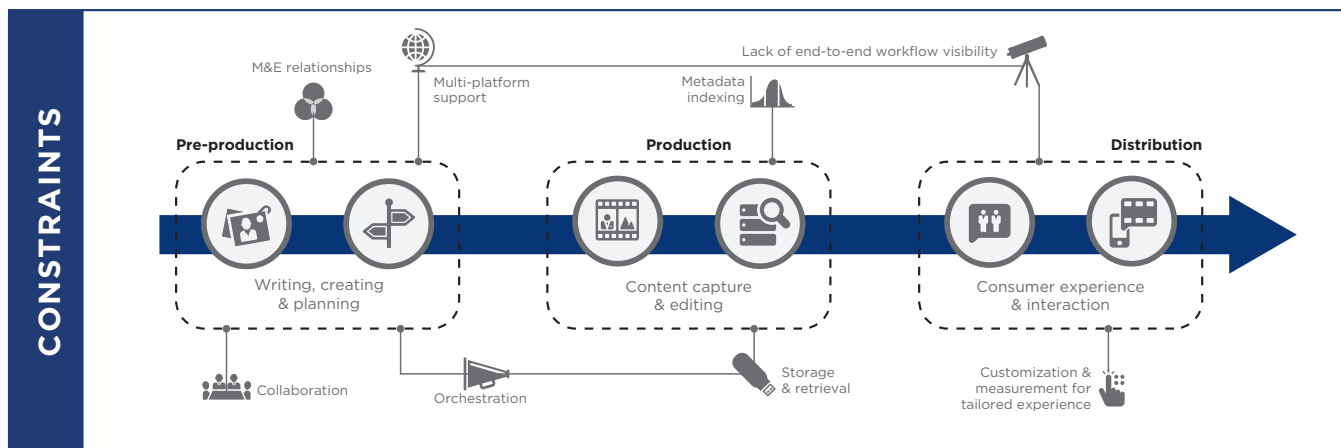 CONSTRAINTS
Lack of end-to-end workflow visibility
M&E relationships
Multi-platform
support
Metadata
indexing
Pre-production
Production
Distribution
Writing, creating
& planning
Content capture
& editing
Consumer experience
& interaction
Collaboration
Orchestration
Storage
& retrieval
Customization &
measurement for
tailored experience